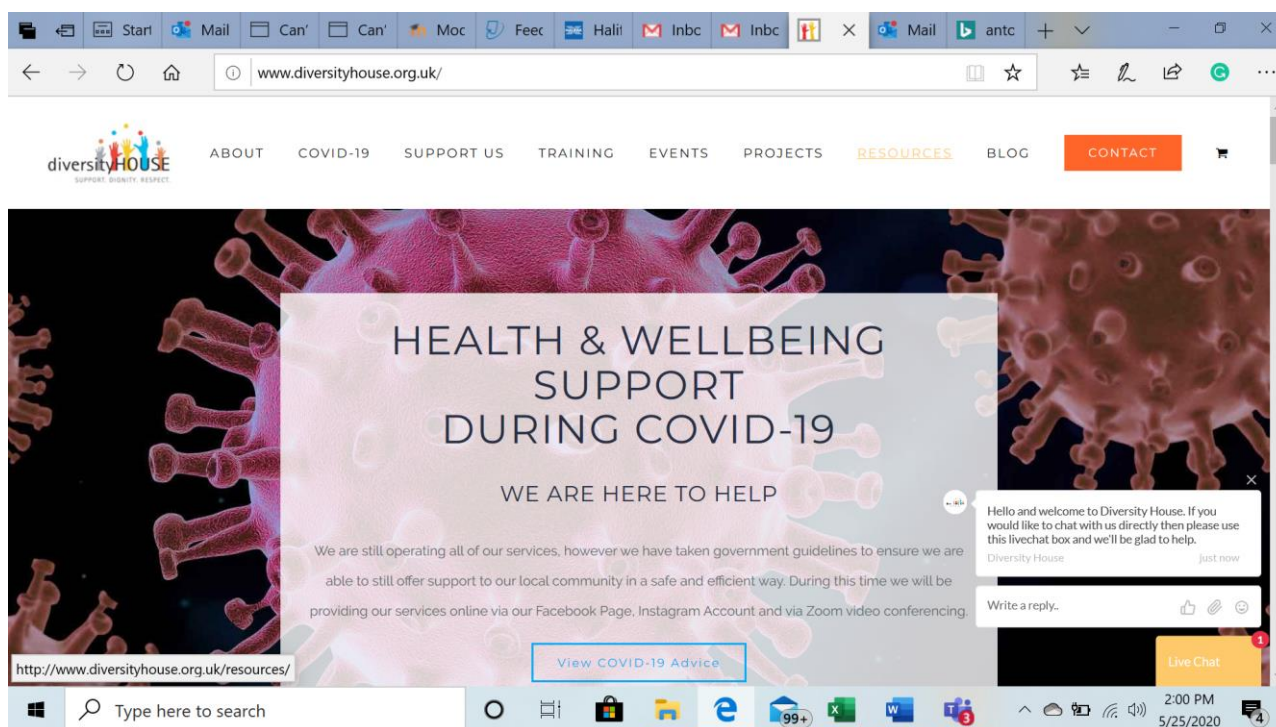 Start Mail Can' Can' Moc Feec Halif Inbc Inbc Mail antc
www.diversityhouse.org.uk/
diversityHOUSE
SUPPORT. DIGNITY. RESPECT.
ABOUT COVID-19 SUPPORT US TRAINING EVENTS PROJECTS RESOURCES BLOG CONTACT
HEALTH & WELLBEING
SUPPORT
DURING COVID-19
WE ARE HERE TO HELP
We are still operating all of our services, however we have taken government guidelines to ensure we are
able to still offer support to our local community in a safe and efficient way. During this time we will be
providing our services online via our Facebook Page, Instagram Account and via Zoom video conferencing.
View COVID-19 Advice
Hello and welcome to Diversity House. If you
would like to chat with us directly then please use
this livechat box and we'll be glad to help.
Diversity House just now
Write a reply..
1
Live Chat
http://www.diversityhouse.org.uk/resources/
Type here to search
99+
3
2:00 PM
5/25/2020
4